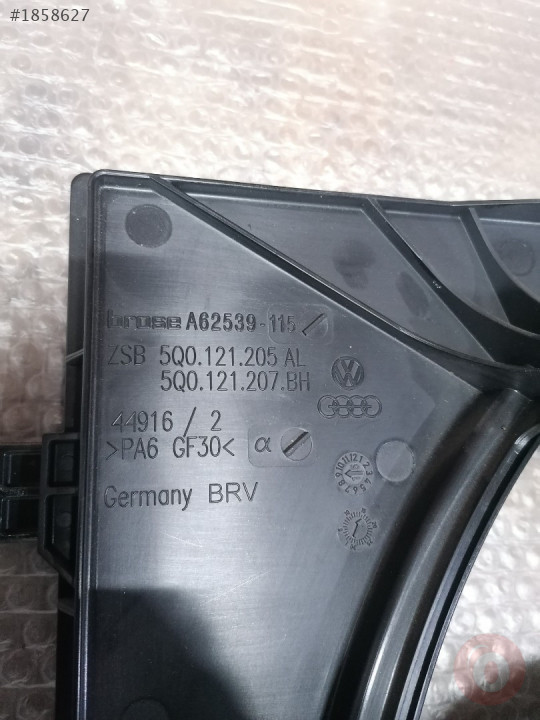 #1858627
brose A62539-115
ZSB 5Q0.121.205 AL
5Q0.121.207.BH
44916 / 2
>PA6 GF30< α
Germany BRV